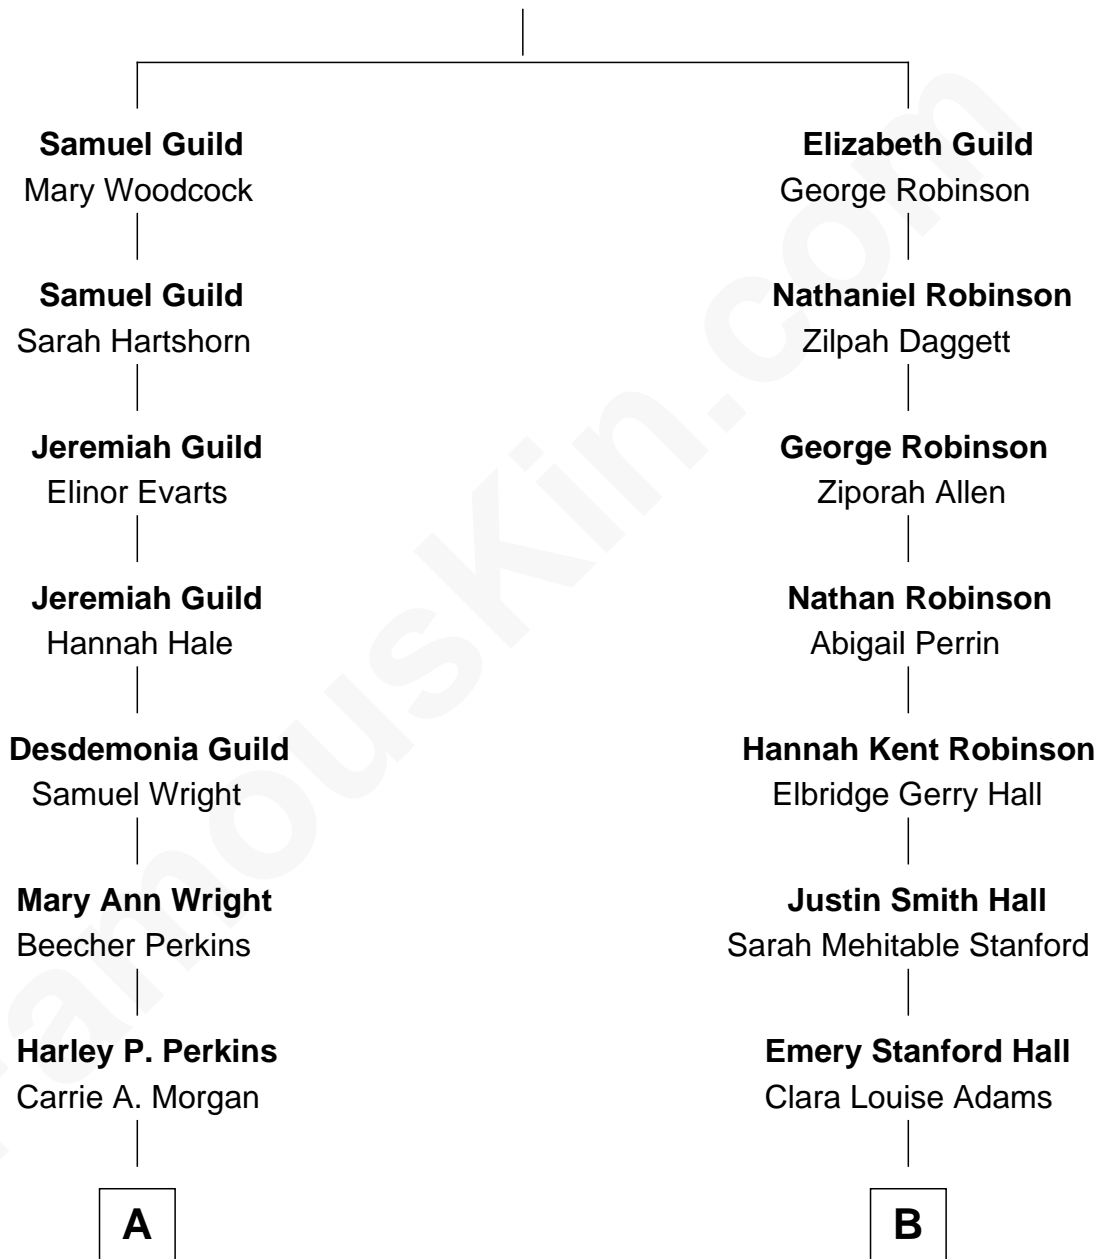 Samuel Guild
Mary Woodcock
Elizabeth Guild
George Robinson
Samuel Guild
Sarah Hartshorn
Nathaniel Robinson
Zilpah Daggett
Jeremiah Guild
Elinor Evarts
George Robinson
Ziporah Allen
Jeremiah Guild
Hannah Hale
Nathan Robinson
Abigail Perrin
Desdemonia Guild
Samuel Wright
Hannah Kent Robinson
Elbridge Gerry Hall
Mary Ann Wright
Beecher Perkins
Justin Smith Hall
Sarah Mehitable Stanford
Harley P. Perkins
Carrie A. Morgan
Emery Stanford Hall
Clara Louise Adams
A
B
FamousKin.com